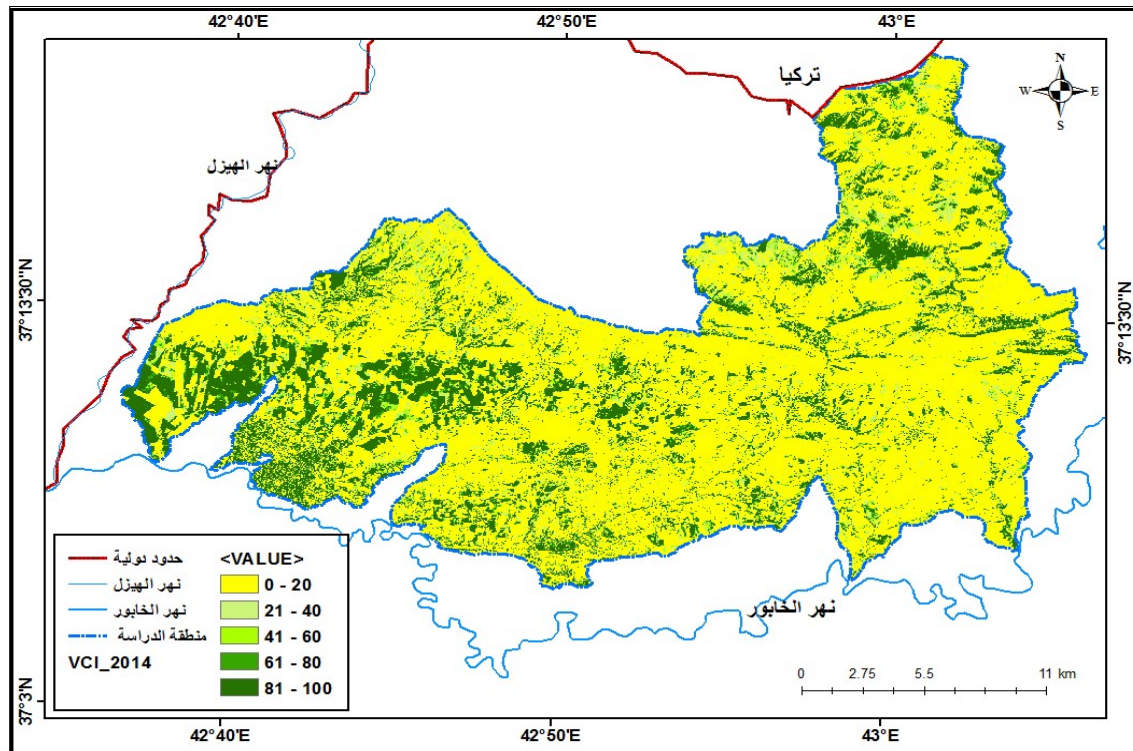 42°40'E 42°50'E 43°E
تركيا
N
W E
S
نهر الهيزل
37°13'30"N
37°13'30"N
نهر الخابور
حدود دولية
نهر الهيزل
نهر الخابور
منطقة الدراسة
VCI_2014
<VALUE>
0 - 20
21 - 40
41 - 60
61 - 80
81 - 100
0 2.75 5.5 11 km
37°3'N
37°3'N
42°40'E 42°50'E 43°E